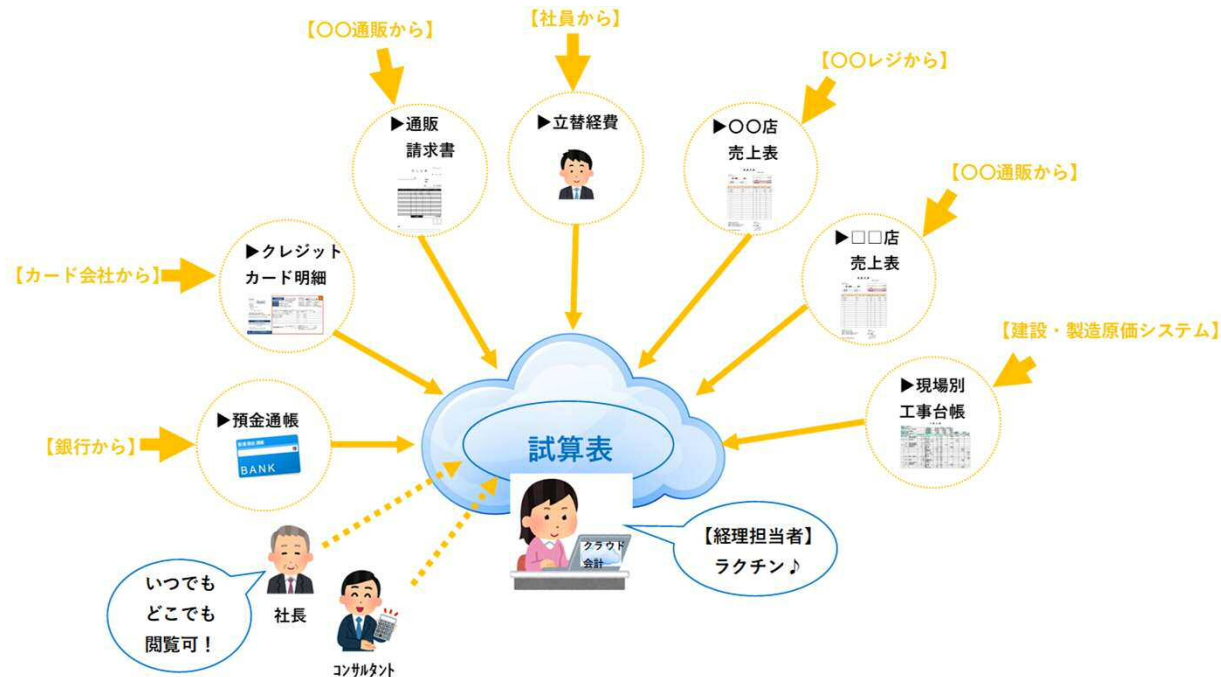 【社員から】
【〇〇通販から】
【〇〇レジから】
▶立替経費
▶通販
請求書
▶〇〇店
売上表
【〇〇通販から】
▶□□店
売上表
▶クレジット
カード明細
【カード会社から】
【建設・製造原価システム】
▶現場別
工事台帳
▶預金通帳
【銀行から】
BANK
試算表
クラウド
会計
【経理担当者】
ラクチン♪
いつでも
どこでも
閲覧可！
社長
コンサルタント